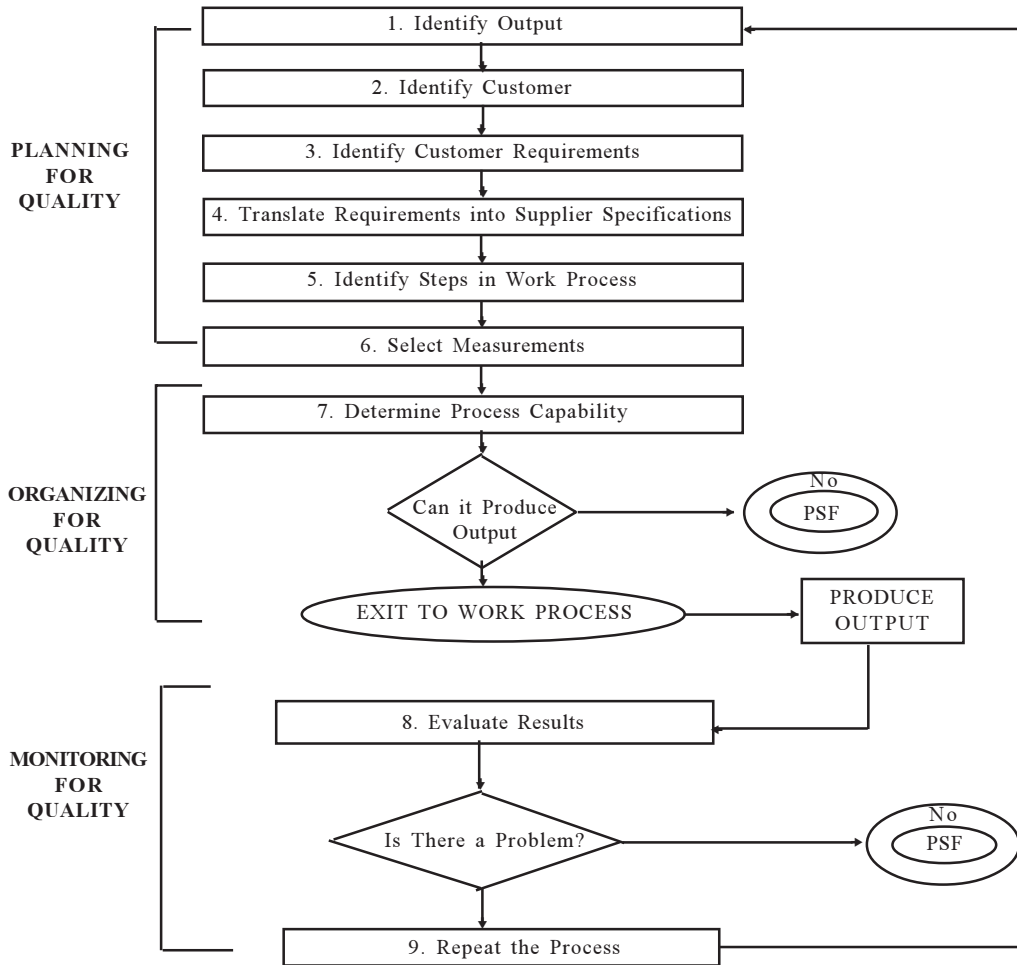 1. Identify Output
2. Identify Customer
PLANNING
FOR
QUALITY
3. Identify Customer Requirements
4. Translate Requirements into Supplier Specifications
5. Identify Steps in Work Process
6. Select Measurements
7. Determine Process Capability
ORGANIZING
FOR
QUALITY
Can it Produce
Output
No
PSF
EXIT TO WORK PROCESS
PRODUCE
OUTPUT
8. Evaluate Results
MONITORING
FOR
QUALITY
Is There a Problem?
No
PSF
9. Repeat the Process